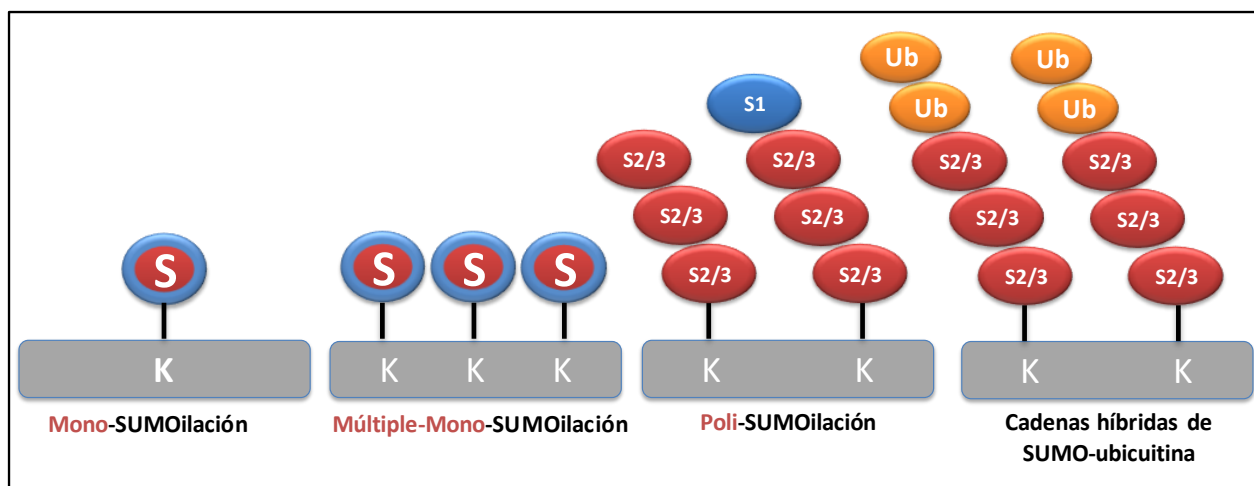 Ub
Ub
Ub
Ub
S1
S2/3
S2/3
S2/3
S2/3
S2/3
S2/3
S2/3
S2/3
S S S S
S2/3
S2/3
S2/3
S2/3
K
K K K
K K
K K
Mono-SUMOilación
Múltiple-Mono-SUMOilación
Poli-SUMOilación
Cadenas híbridas de
SUMO-ubicuitina